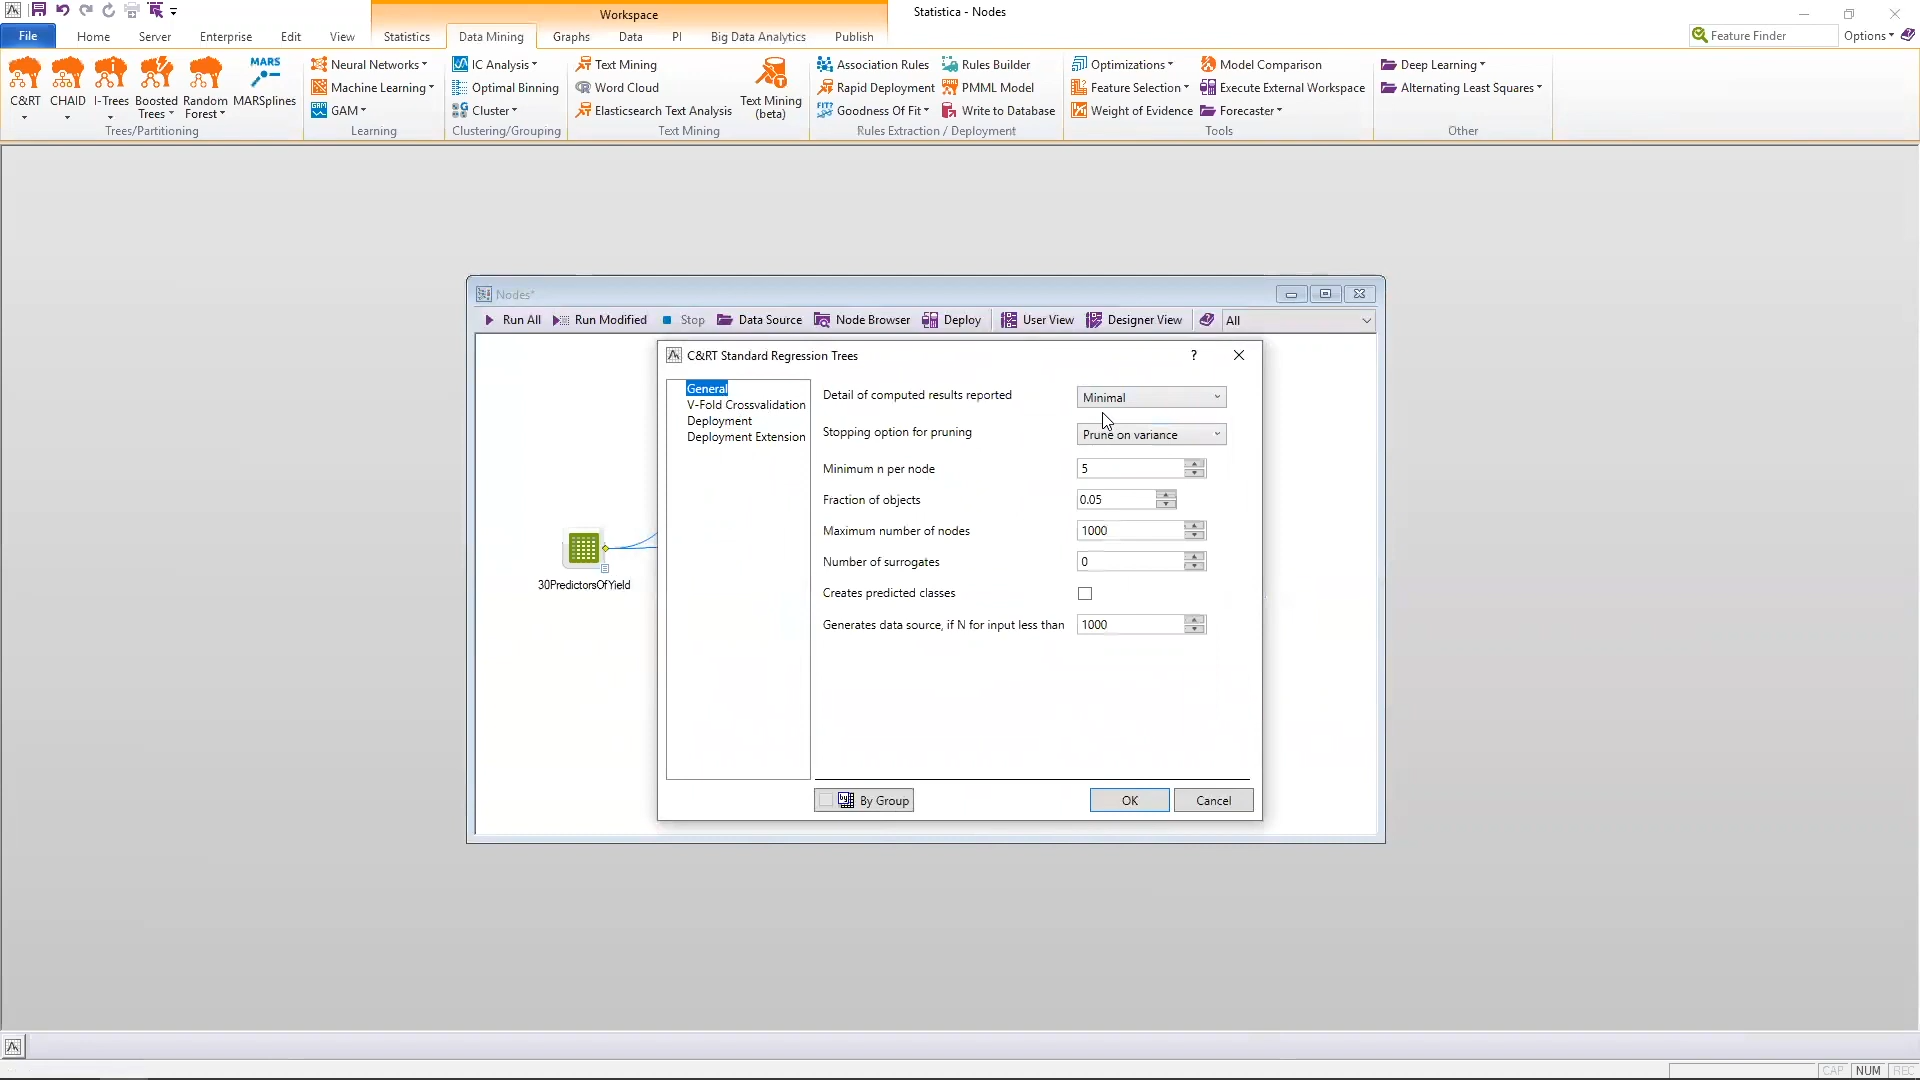 Workspace
Statistica - Nodes
File Home Server Enterprise Edit View Statistics Data Mining Graphs Data PI Big Data Analytics Publish
Feature Finder Options
C&RT CHAID I-Trees Boosted Trees Random Forest MARSplines
MARS
Trees/Partitioning
Neural Networks
Machine Learning
GAM
Learning
IC Analysis
Optimal Binning
Cluster
Clustering/Grouping
Text Mining
Word Cloud
Elasticsearch Text Analysis
Text Mining
(beta)
Text Mining
Association Rules Rules Builder
Rapid Deployment PMML Model
Goodness Of Fit Write to Database
Rules Extraction / Deployment
Optimizations Model Comparison
Feature Selection Execute External Workspace
Weight of Evidence Forecaster
Tools
Deep Learning
Alternating Least Squares
Other
Nodes*
Run All Run Modified Stop Data Source Node Browser Deploy User View Designer View All
C&RT Standard Regression Trees ?
General
V-Fold Crossvalidation
Deployment
Deployment Extension
Detail of computed results reported Minimal
Stopping option for pruning Prune on variance
Minimum n per node 5
Fraction of objects 0.05
Maximum number of nodes 1000
Number of surrogates 0
Creates predicted classes
Generates data source, if N for input less than 1000
30PredictorsOfYield
By Group OK Cancel
CAP NUM REC